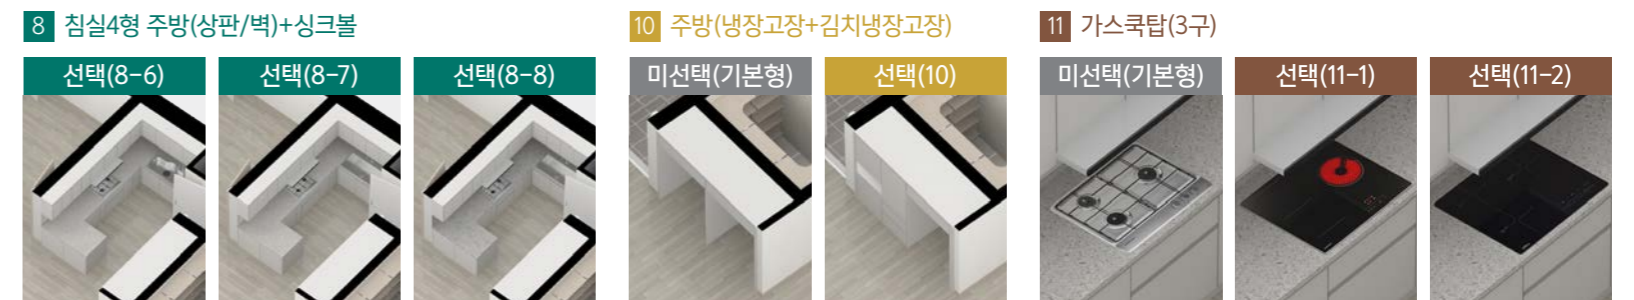 8 침실4형 주방(상판/벽)+싱크볼
선택(8-6) 선택(8-7) 선택(8-8)
10 주방(냉장고장+김치냉장고장)
미선택(기본형) 선택(10)
11 가스쿡탑(3구)
미선택(기본형) 선택(11-1) 선택(11-2)